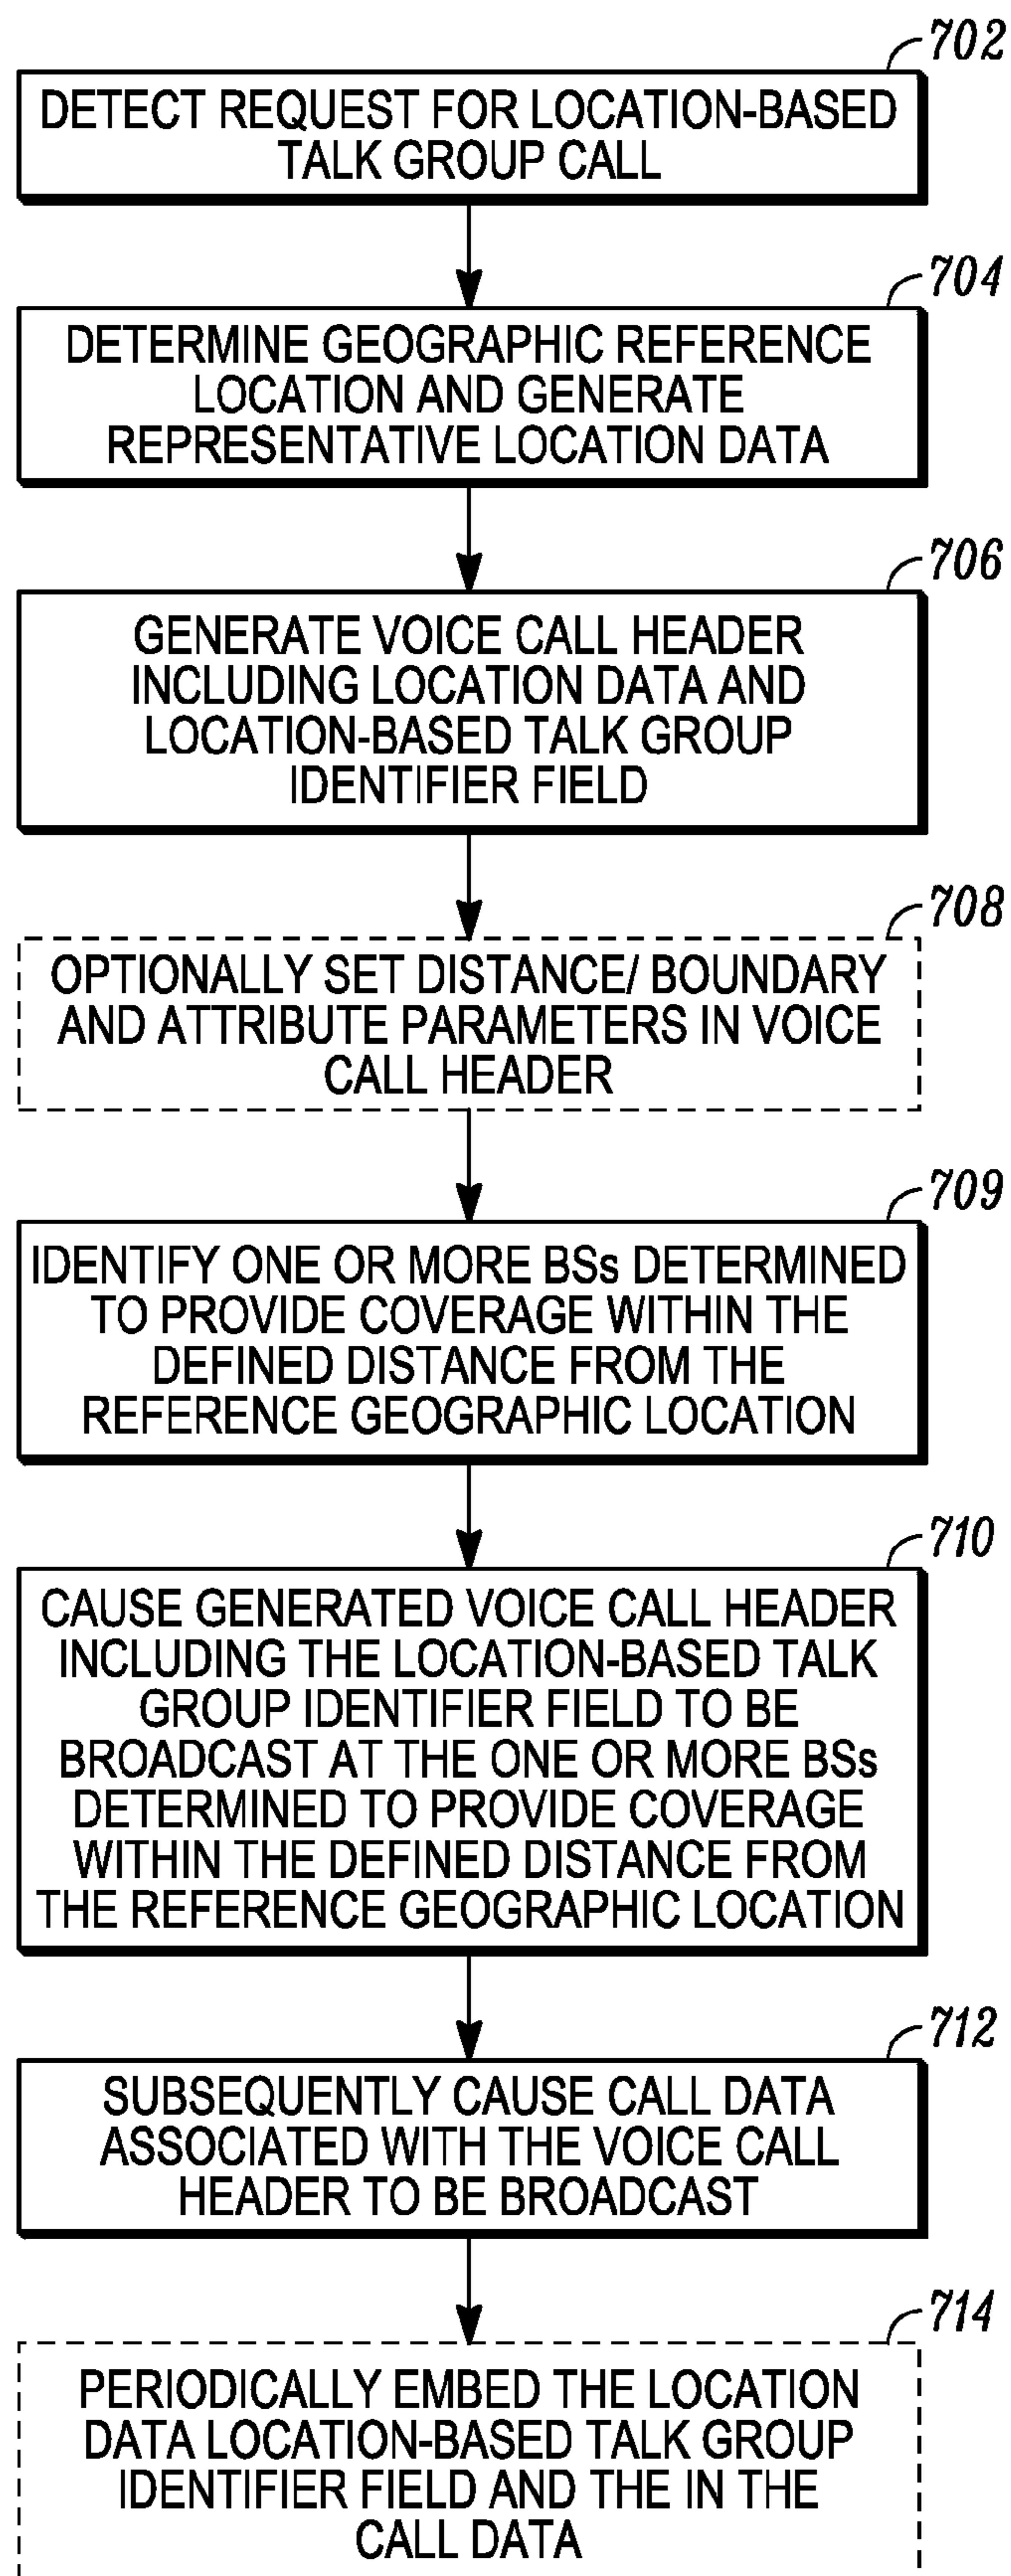 702
DETECT REQUEST FOR LOCATION-BASED
TALK GROUP CALL
704
DETERMINE GEOGRAPHIC REFERENCE
LOCATION AND GENERATE
REPRESENTATIVE LOCATION DATA
706
GENERATE VOICE CALL HEADER
INCLUDING LOCATION DATA AND
LOCATION-BASED TALK GROUP
IDENTIFIER FIELD
708
OPTIONALLY SET DISTANCE/ BOUNDARY
AND ATTRIBUTE PARAMETERS IN VOICE
CALL HEADER
709
IDENTIFY ONE OR MORE BSs DETERMINED
TO PROVIDE COVERAGE WITHIN THE
DEFINED DISTANCE FROM THE
REFERENCE GEOGRAPHIC LOCATION
710
CAUSE GENERATED VOICE CALL HEADER
INCLUDING THE LOCATION-BASED TALK
GROUP IDENTIFIER FIELD TO BE
BROADCAST AT THE ONE OR MORE BSs
DETERMINED TO PROVIDE COVERAGE
WITHIN THE DEFINED DISTANCE FROM
THE REFERENCE GEOGRAPHIC LOCATION
712
SUBSEQUENTLY CAUSE CALL DATA
ASSOCIATED WITH THE VOICE CALL
HEADER TO BE BROADCAST
714
PERIODICALLY EMBED THE LOCATION
DATA LOCATION-BASED TALK GROUP
IDENTIFIER FIELD AND THE IN THE
CALL DATA